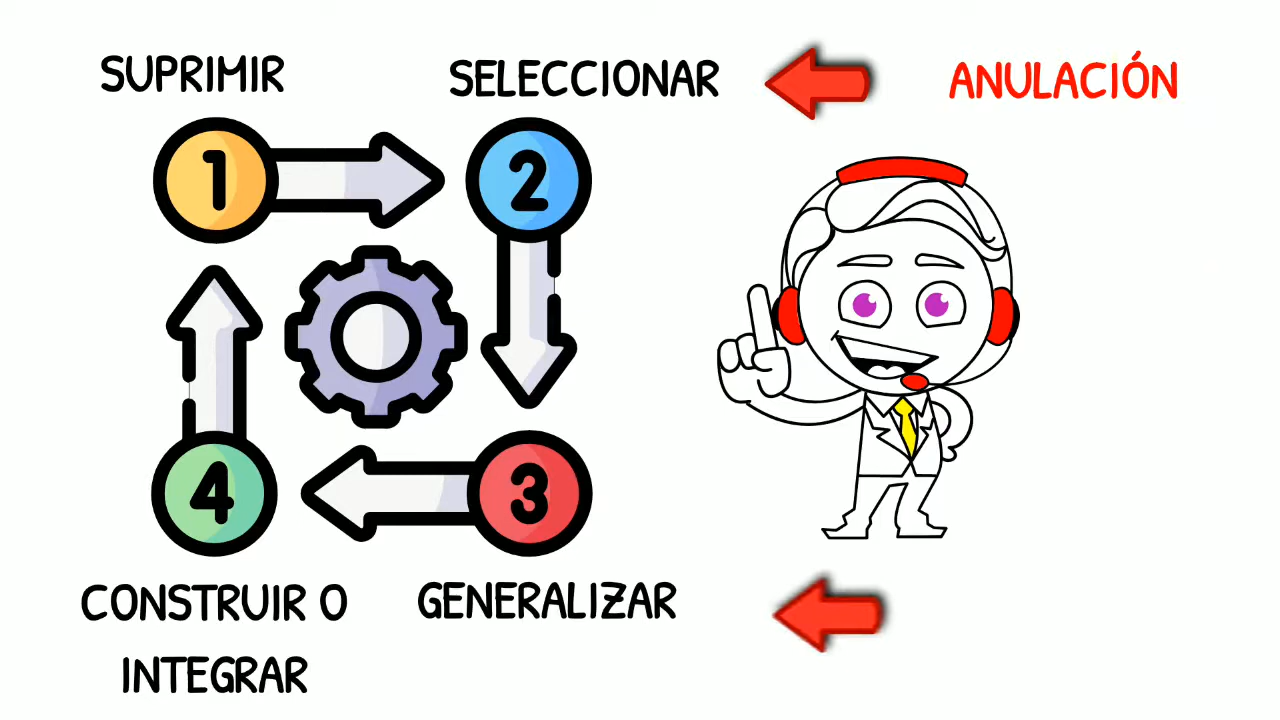 SUPRIMIR
SELECCIONAR
ANULACIÓN
1
2
4
3
CONSTRUIR O
INTEGRAR
GENERALIZAR